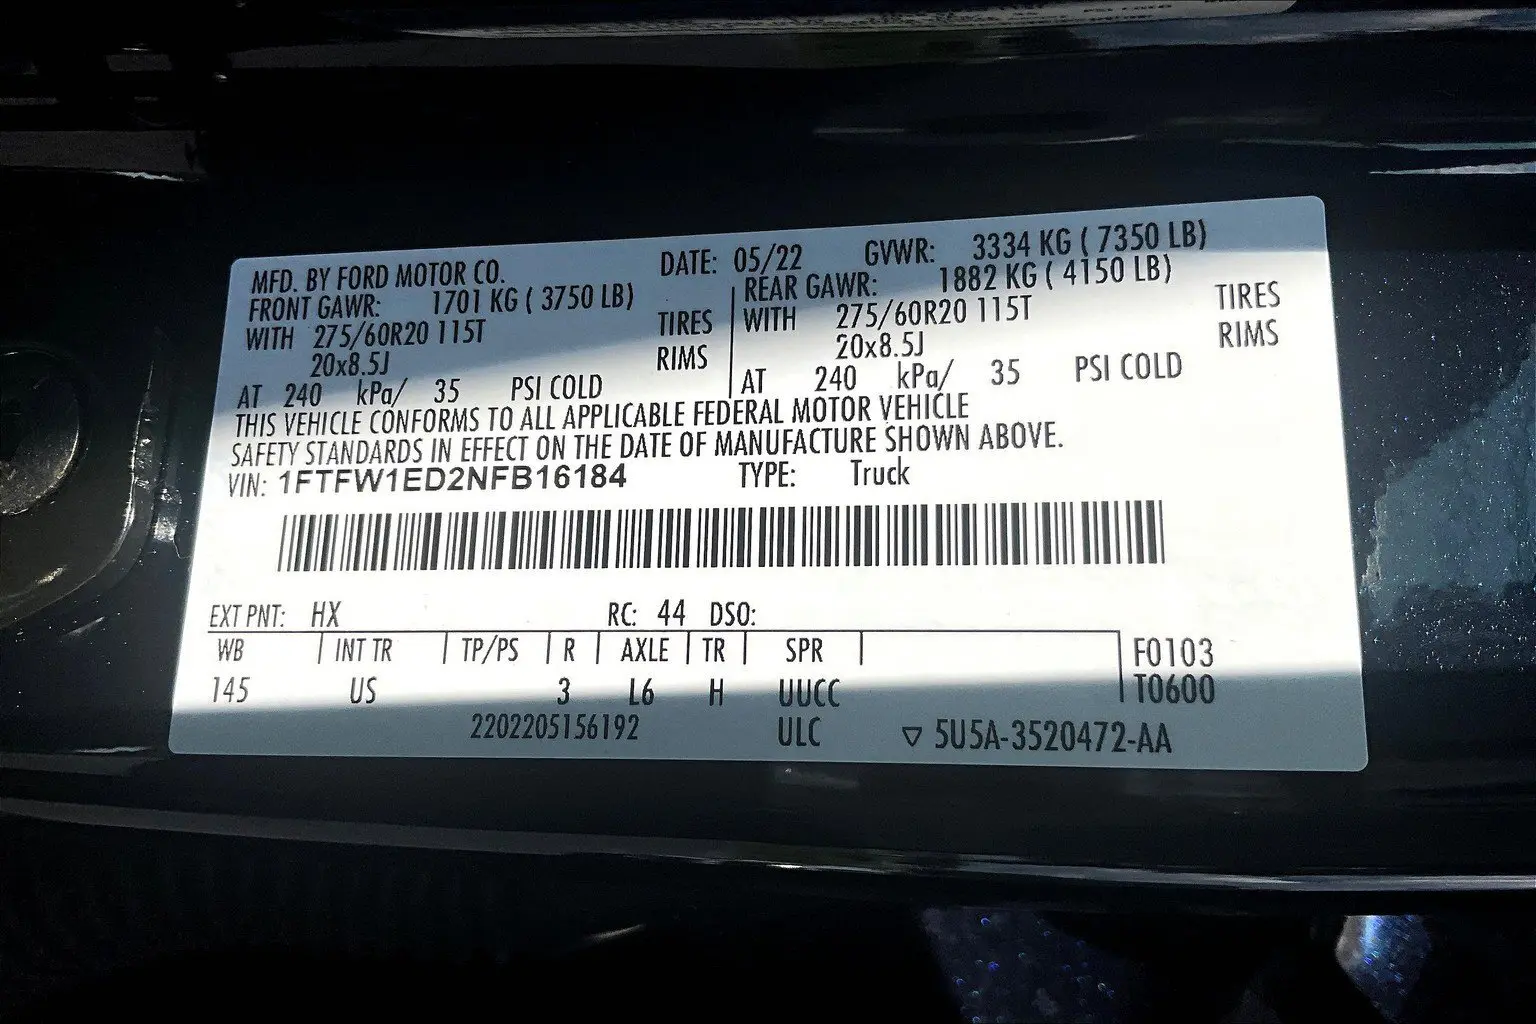 MFD. BY FORD MOTOR CO. DATE: 05/22 GVWR: 3334 KG ( 7350 LB)
FRONT GAWR: 1701 KG ( 3750 LB) REAR GAWR: 1882 KG ( 4150 LB)
WITH 275/60R20 115T TIRES WITH 275/60R20 115T TIRES
20x8.5J RIMS 20x8.5J RIMS
AT 240 kPa/ 35 PSI COLD AT 240 kPa/ 35 PSI COLD
THIS VEHICLE CONFORMS TO ALL APPLICABLE FEDERAL MOTOR VEHICLE
SAFETY STANDARDS IN EFFECT ON THE DATE OF MANUFACTURE SHOWN ABOVE.
VIN: 1FTFW1ED2NFB16184 TYPE: Truck
EXT PNT: HX RC: 44 DSO:
WB INT TR TP/PS R AXLE TR SPR F0103
145 US 3 L6 H UUCC T0600
2202205156192 ULC ▽ 5U5A-3520472-AA